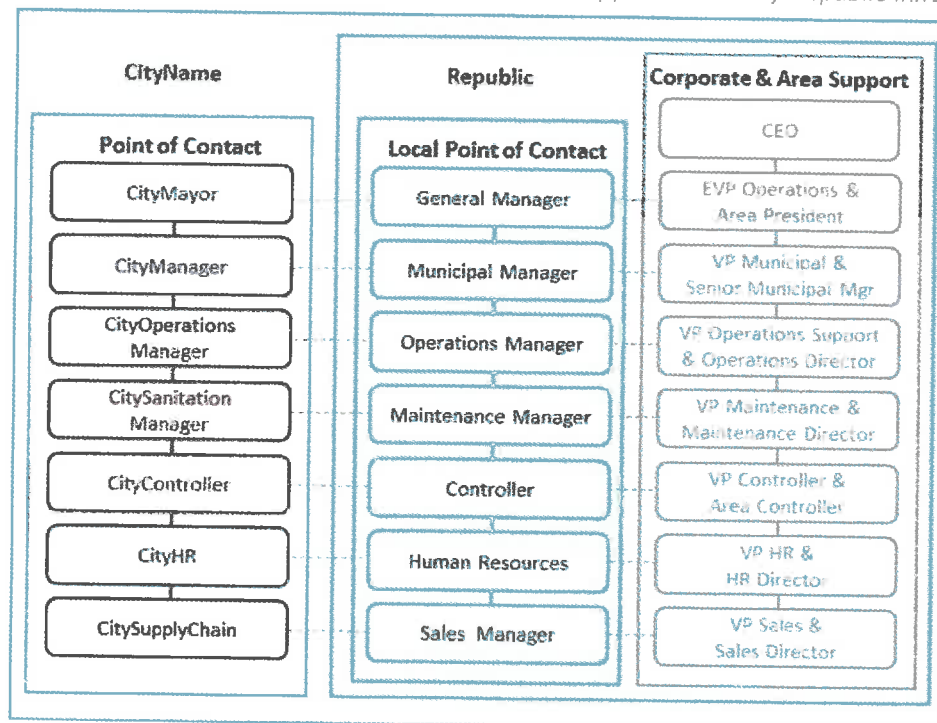 CityName
Point of Contact
CityMayor
CityManager
CityOperations
Manager
CitySanitation
Manager
CityController
CityHR
CitySupplyChain
Republic
Local Point of Contact
General Manager
Municipal Manager
Operations Manager
Maintenance Manager
Controller
Human Resources
Sales Manager
Corporate & Area Support
CEO
EVP Operations &
Area President
VP Municipal &
Senior Municipal Mgr
VP Operations Support
& Operations Director
VP Maintenance &
Maintenance Director
VP Controller &
Area Controller
VP HR &
HR Director
VP Sales &
Sales Director